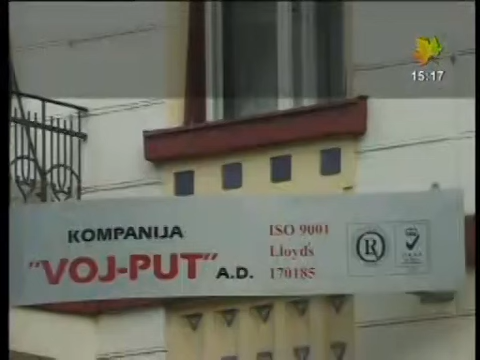 15:17
KOMPANIJA
"VOJ-PUT" A.D.
ISO 9001
Lloyd's
170185